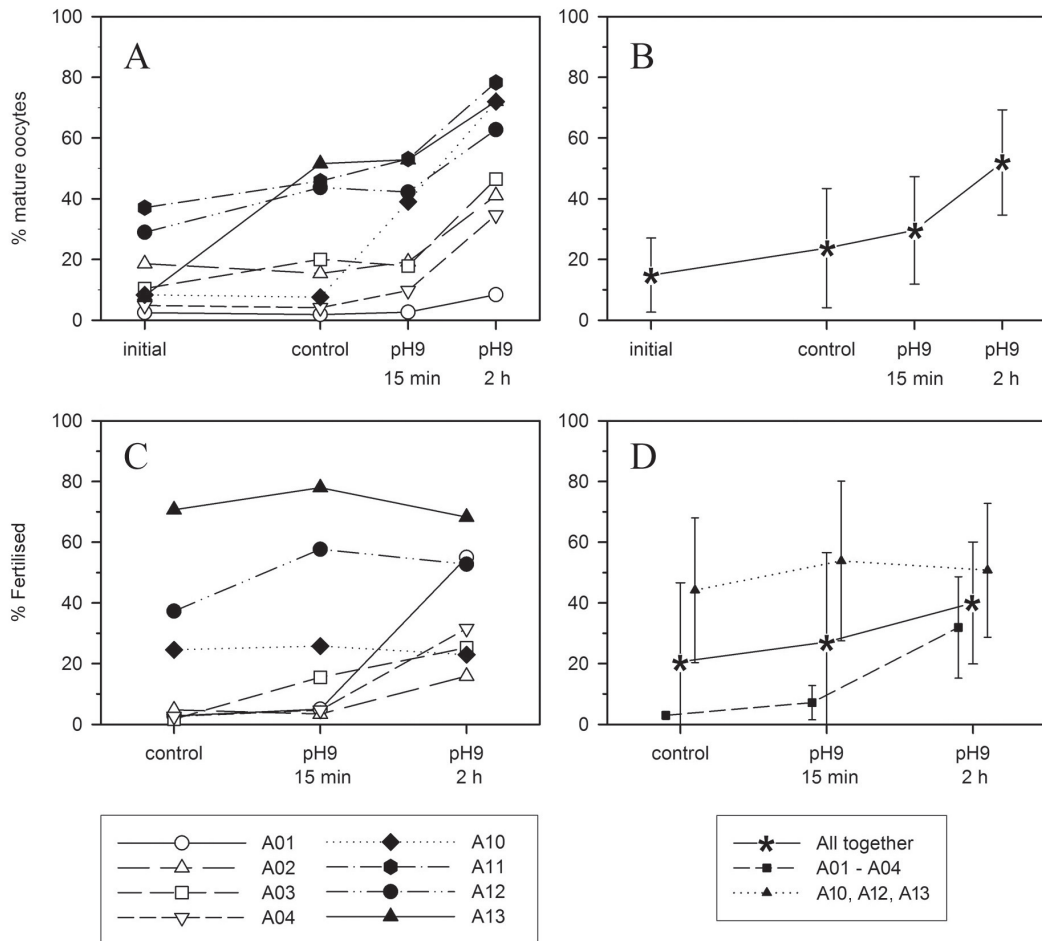 A
% mature oocytes
100
80
60
40
20
0
initial
control
pH9
15 min
pH9
2 h
B
100
80
60
40
20
0
initial
control
pH9
15 min
pH9
2 h
C
% Fertilised
100
80
60
40
20
0
control
pH9
15 min
pH9
2 h
D
% Fertilised
100
80
60
40
20
0
control
pH9
15 min
pH9
2 h
A01
A02
A03
A04
A10
A11
A12
A13
All together
A01 - A04
A10, A12, A13